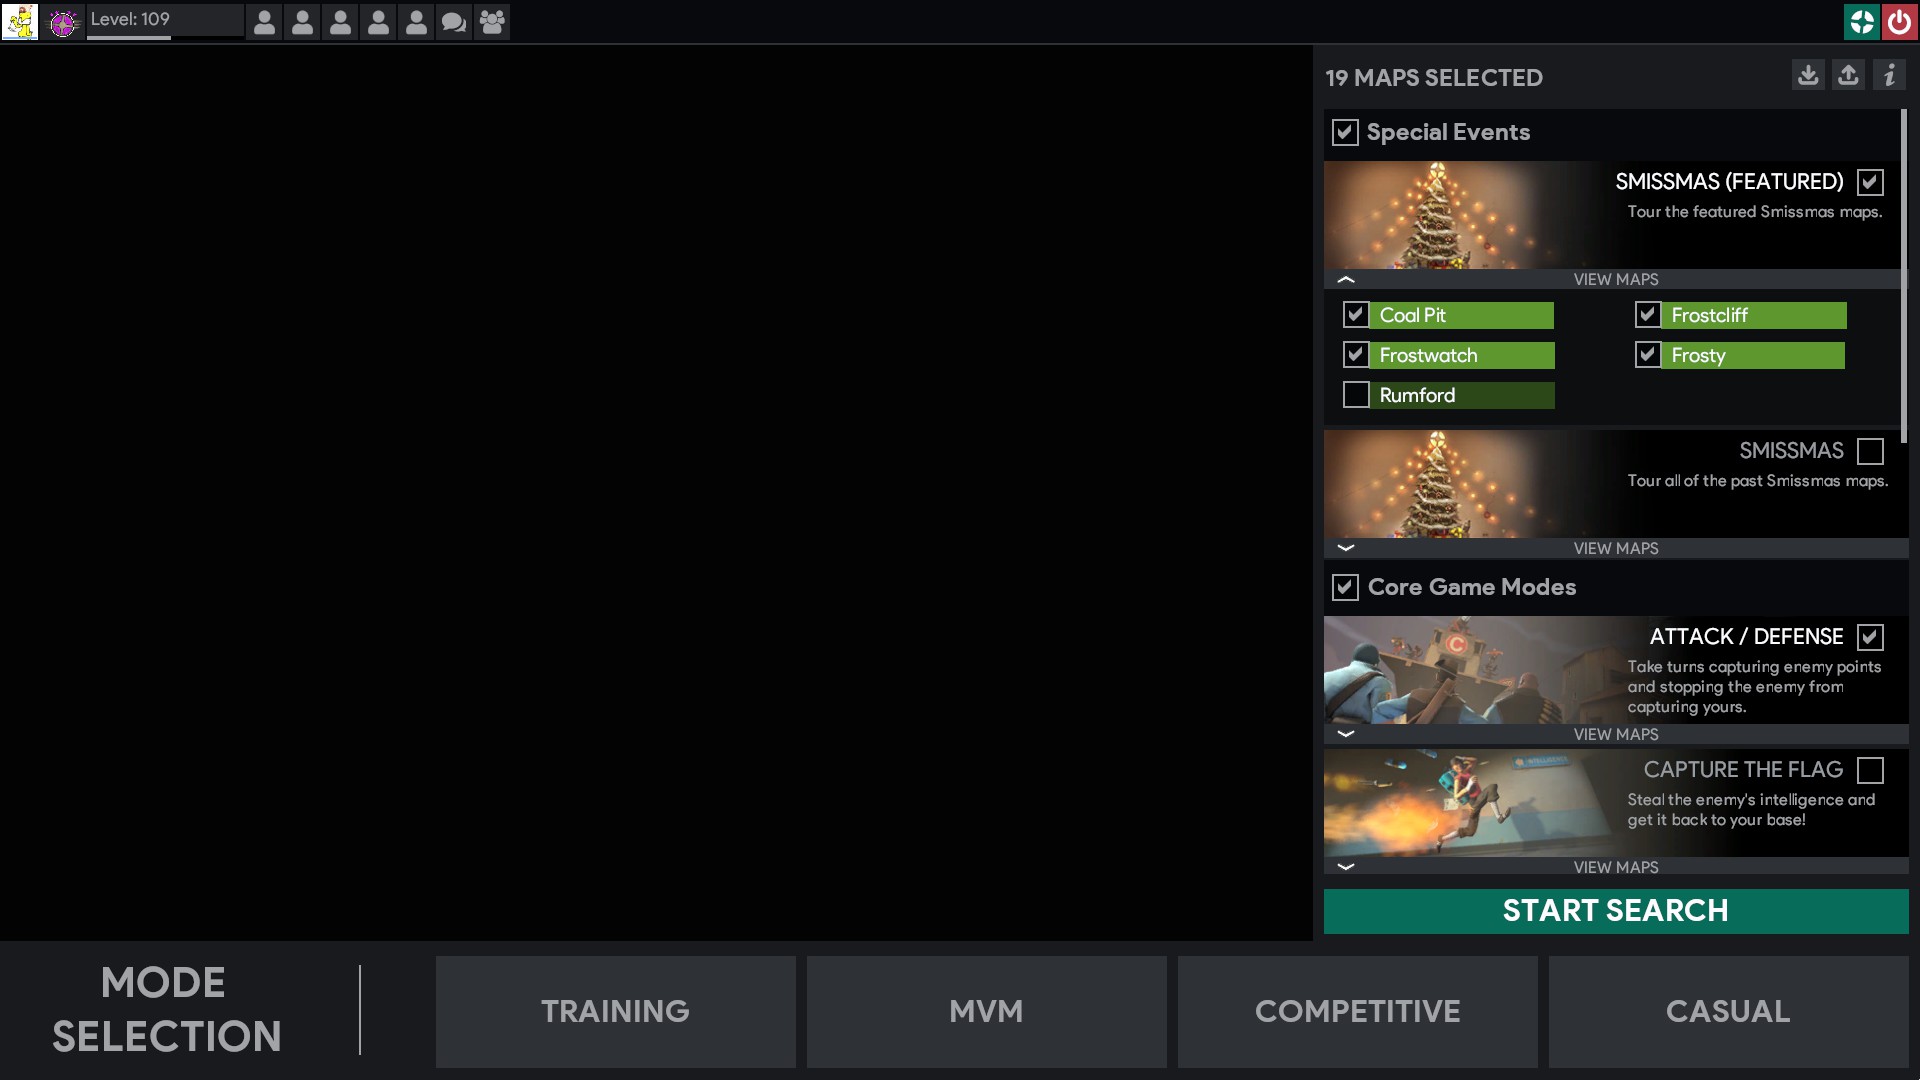 Level: 109
19 MAPS SELECTED
Special Events
SMISSMAS (FEATURED)
Tour the featured Smissmas maps.
VIEW MAPS
Coal Pit
Frostcliff
Frostwatch
Frosty
Rumford
SMISSMAS
Tour all of the past Smissmas maps.
VIEW MAPS
Core Game Modes
ATTACK / DEFENSE
Take turns capturing enemy points
and stopping the enemy from
capturing yours.
VIEW MAPS
CAPTURE THE FLAG
Steal the enemy's intelligence and
get it back to your base!
VIEW MAPS
START SEARCH
MODE
SELECTION
TRAINING
MVM
COMPETITIVE
CASUAL